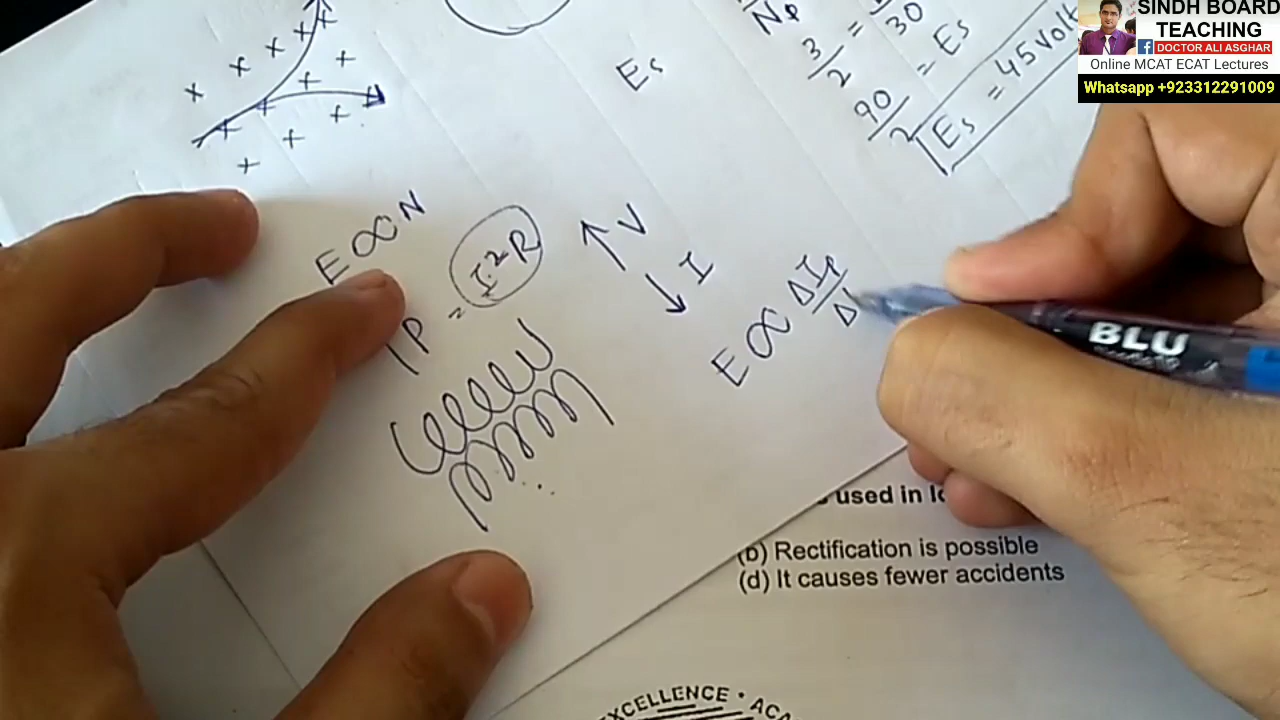 SINDH BOARD
TEACHING
DOCTOR ALI ASGHAR
Online MCAT ECAT Lectures
Whatsapp +923312291009
Np
30
3/2 =
90/2 = Es
Es = 45 Volt
Es
E ∝ N
P = I²R
↑ V
↓ I
E ∝ ΔIp/Δ
BLU
used in
(b) Rectification is possible
(d) It causes fewer accidents
EXCELLENCE • ACA